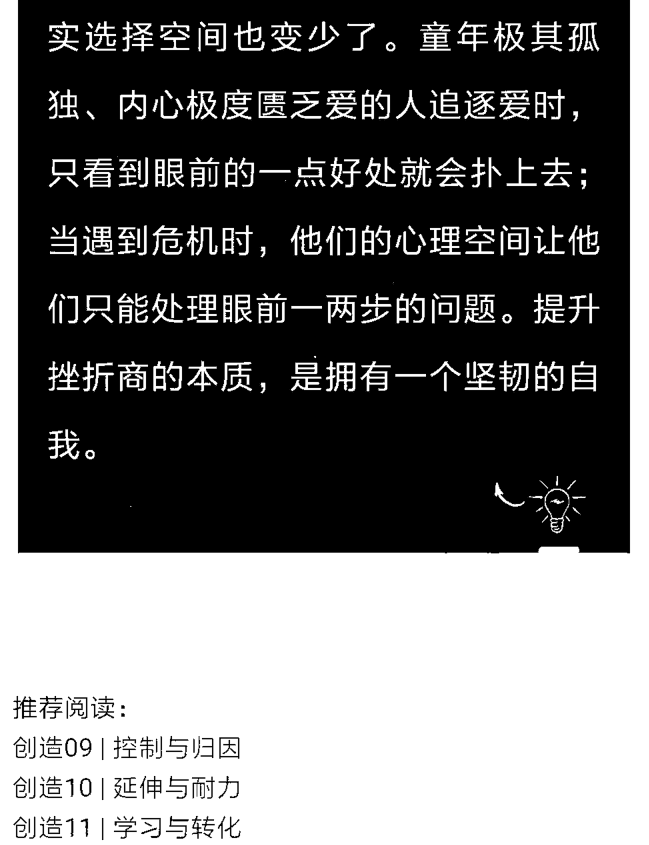 实选择空间也变少了。童年极其孤
独、内心极度匮乏爱的人追逐爱时，
只看到眼前的一点好处就会扑上去；
当遇到危机时，他们的心理空间让他
们只能处理眼前一两步的问题。提升
挫折商的本质，是拥有一个坚韧的自
我。
推荐阅读：
创造09 | 控制与归因
创造10 | 延伸与耐力
创造11 | 学习与转化